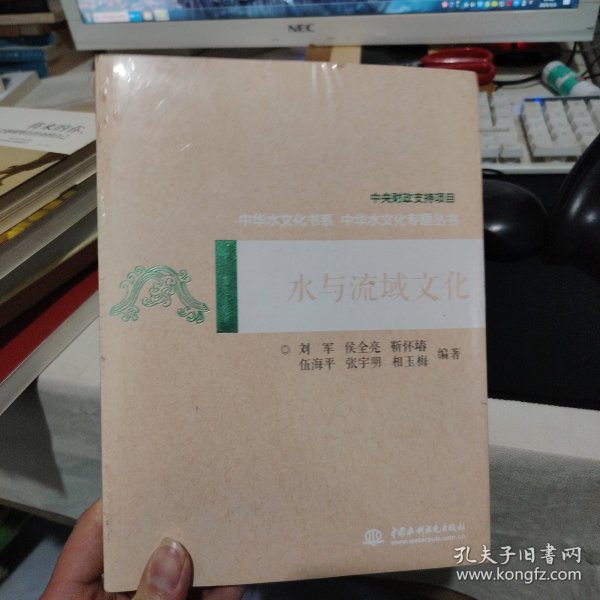 NEC
中央财政支持项目
中华水文化书系 中华水文化专题丛书
水与流域文化
◎ 刘军 侯全亮 靳怀堾
伍海平 张宇明 相玉梅 编著
中国水利水电出版社
www.waterpub.com.cn
孔夫子旧书网
www.kongfz.com